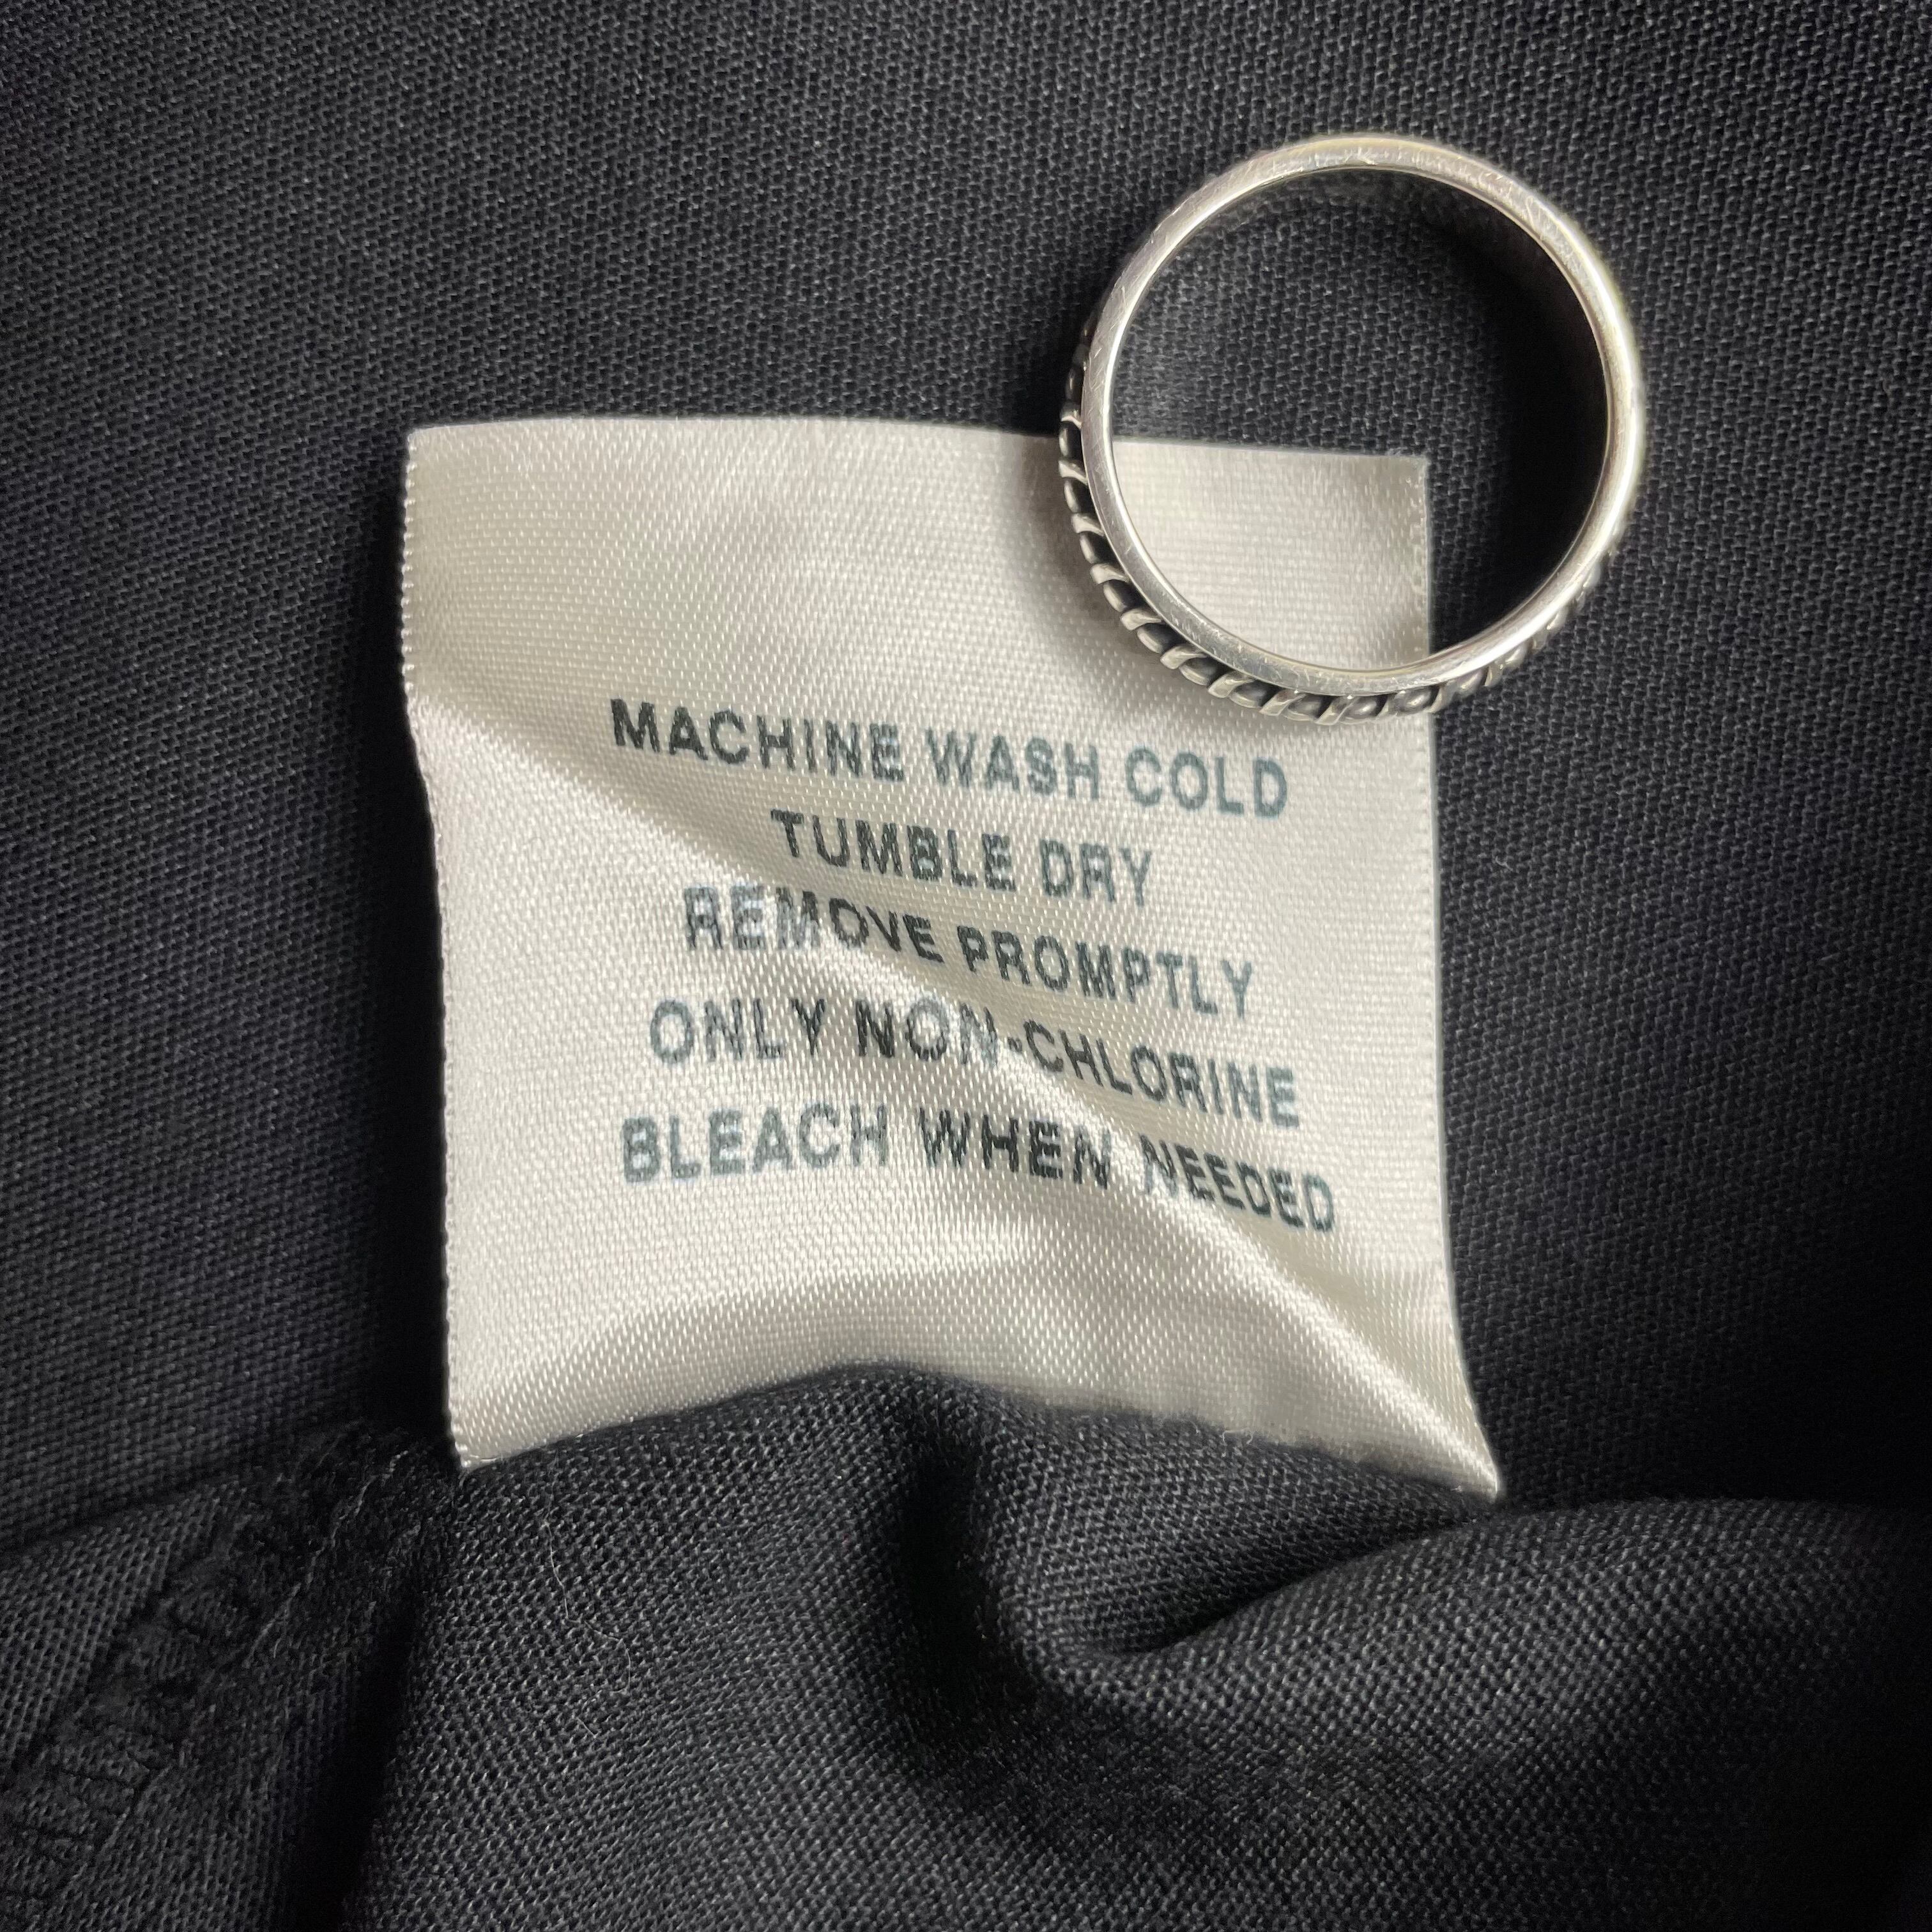 MACHINE WASH COLD
TUMBLE DRY
REMOVE PROMPTLY
ONLY NON-CHLORINE
BLEACH WHEN NEEDED